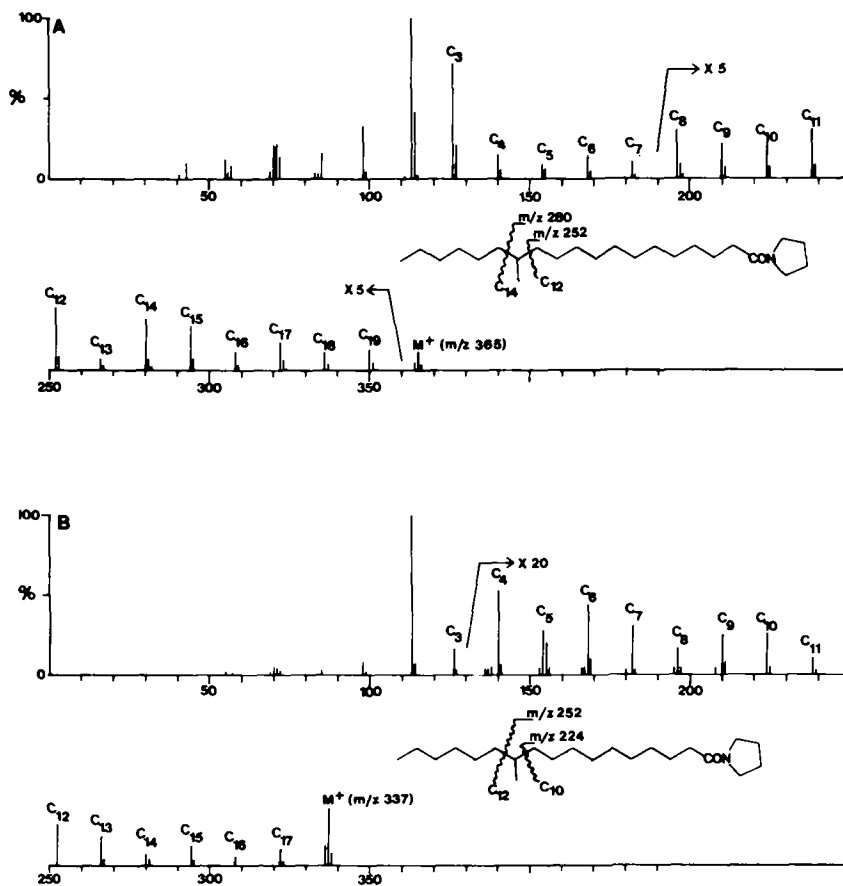 100
A
C3
X 5
%
C8
C11
C9
C10
C4
C6
C5
C7
0
50
100
150
200
m/z 280
m/z 252
CON
C14
C12
X 5
C12
C14
C15
C17
C19
C16
C18
M+ (m/z 365)
C13
250
300
350
100
B
X 20
C4
%
C6
C5
C7
C3
C9
C10
C8
C11
0
50
100
150
200
m/z 252
m/z 224
CON
C12
C10
M+ (m/z 337)
C12
C13
C15
C14
C17
C16
250
300
350